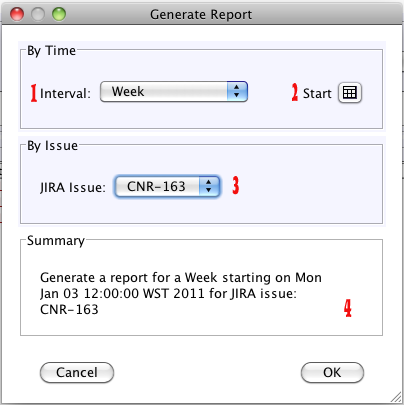 Generate Report
By Time
1 Interval: Week 2 Start
By Issue
JIRA Issue: CNR-163 3
Summary
Generate a report for a Week starting on Mon
Jan 03 12:00:00 WST 2011 for JIRA issue:
CNR-163 4
Cancel OK